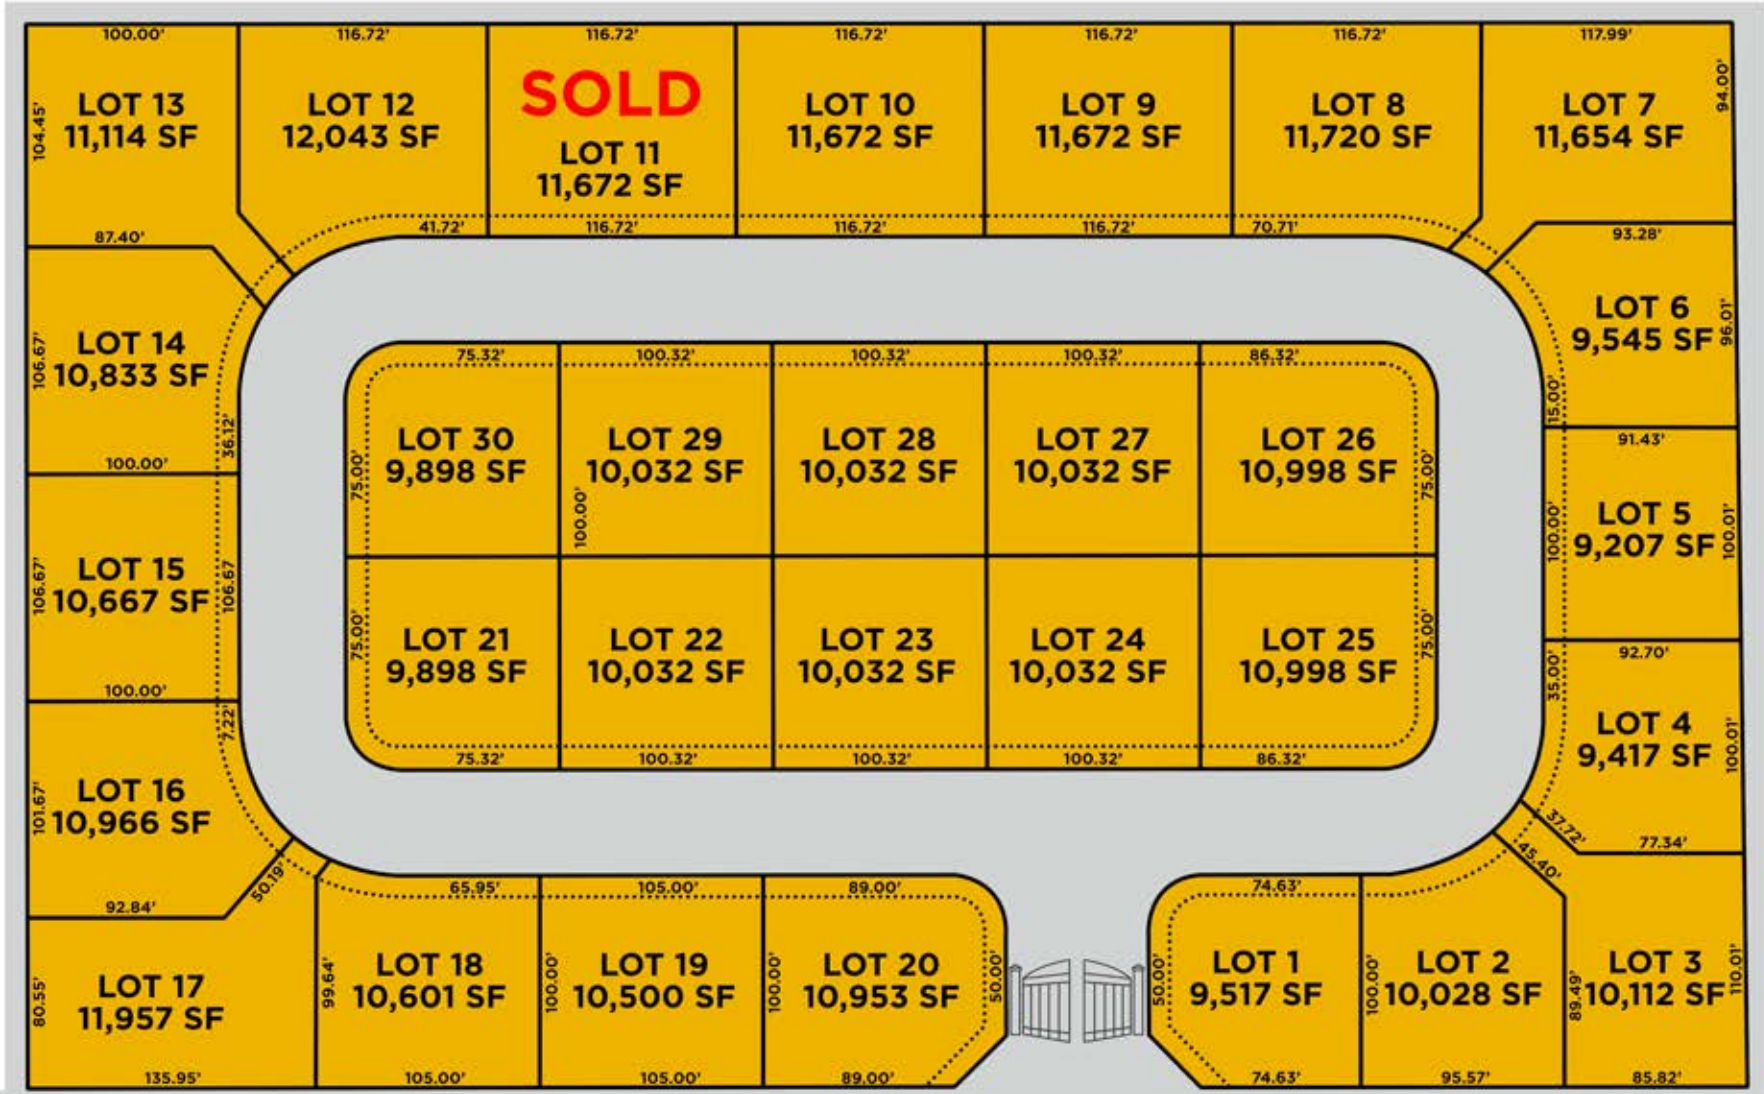 100.00'
116.72'
116.72'
116.72'
116.72'
116.72'
117.99'
104.45'
LOT 13
11,114 SF
LOT 12
12,043 SF
SOLD
LOT 11
11,672 SF
LOT 10
11,672 SF
LOT 9
11,672 SF
LOT 8
11,720 SF
LOT 7
11,654 SF
94.00'
87.40'
41.72'
116.72'
116.72'
116.72'
70.71'
93.28'
106.67'
LOT 14
10,833 SF
36.12'
100.00'
LOT 6
9,545 SF
96.01'
15.00'
91.43'
75.32'
100.32'
100.32'
100.32'
86.32'
75.00'
LOT 30
9,898 SF
100.00'
LOT 29
10,032 SF
LOT 28
10,032 SF
LOT 27
10,032 SF
LOT 26
10,998 SF
75.00'
106.67'
LOT 15
10,667 SF
106.67
100.00'
100.00'
LOT 5
9,207 SF
100.01'
92.70'
75.00'
LOT 21
9,898 SF
LOT 22
10,032 SF
LOT 23
10,032 SF
LOT 24
10,032 SF
LOT 25
10,998 SF
75.00'
75.32'
100.32'
100.32'
100.32'
86.32'
35.00'
LOT 4
9,417 SF
100.01'
37.72'
77.34'
7.22'
101.67'
LOT 16
10,966 SF
50.19'
92.84'
65.95'
105.00'
89.00'
74.63'
45.40'
80.55'
LOT 17
11,957 SF
99.64'
LOT 18
10,601 SF
100.00'
LOT 19
10,500 SF
100.00'
LOT 20
10,953 SF
50.00'
50.00'
LOT 1
9,517 SF
100.00'
LOT 2
10,028 SF
89.49'
LOT 3
10,112 SF
110.01'
135.95'
105.00'
105.00'
89.00'
74.63'
95.57'
85.82'